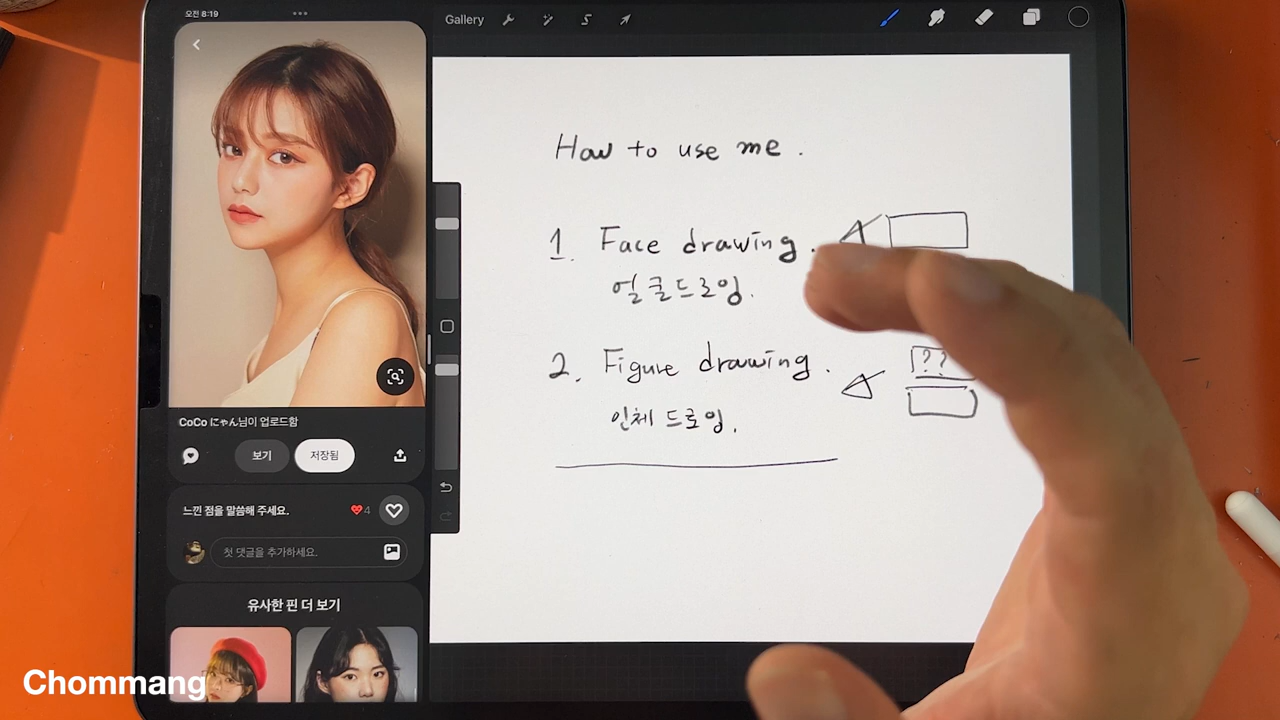 오전 8:19
CoCo にゃん님이 업로드함
보기
저장됨
느낀 점을 말씀해 주세요.
4
첫 댓글을 추가하세요.
유사한 핀 더 보기
Gallery
How to use me.
1. Face drawing.
얼굴드로잉.
2. Figure drawing.
??
인체 드로잉.
Chommang